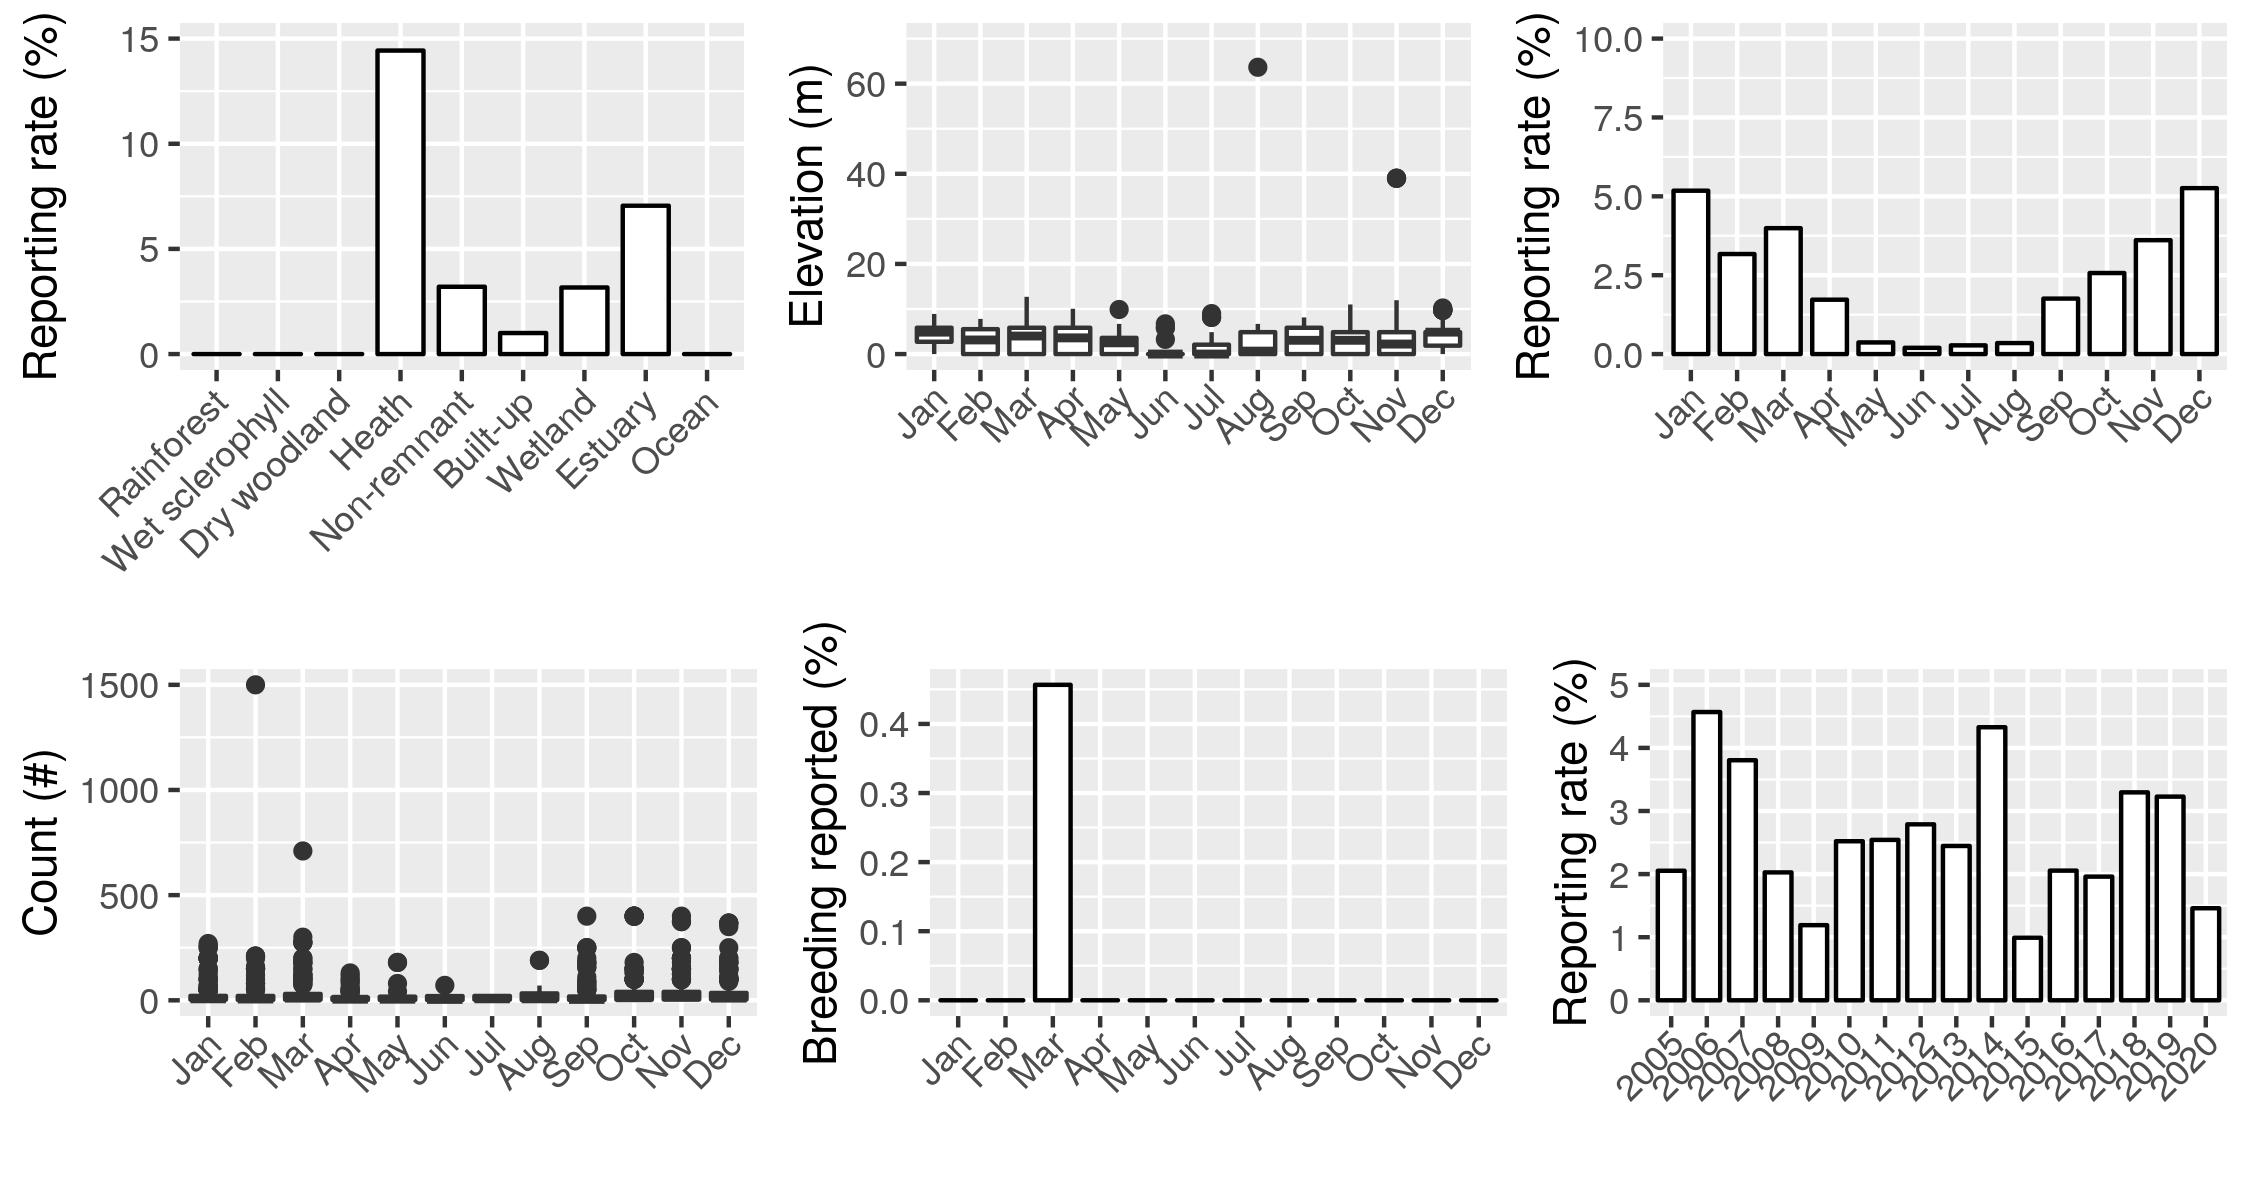 Reporting rate (%)
15
10
5
0
Rainforest
Wet sclerophyll
Dry woodland
Heath
Non-remnant
Built-up
Wetland
Estuary
Ocean
Elevation (m)
60
40
20
0
Jan
Feb
Mar
Apr
May
Jun
Jul
Aug
Sep
Oct
Nov
Dec
Reporting rate (%)
10.0
7.5
5.0
2.5
0.0
Jan
Feb
Mar
Apr
May
Jun
Jul
Aug
Sep
Oct
Nov
Dec
Count (#)
1500
1000
500
0
Jan
Feb
Mar
Apr
May
Jun
Jul
Aug
Sep
Oct
Nov
Dec
Breeding reported (%)
0.4
0.3
0.2
0.1
0.0
Jan
Feb
Mar
Apr
May
Jun
Jul
Aug
Sep
Oct
Nov
Dec
Reporting rate (%)
5
4
3
2
1
0
2005
2006
2007
2008
2009
2010
2011
2012
2013
2014
2015
2016
2017
2018
2019
2020